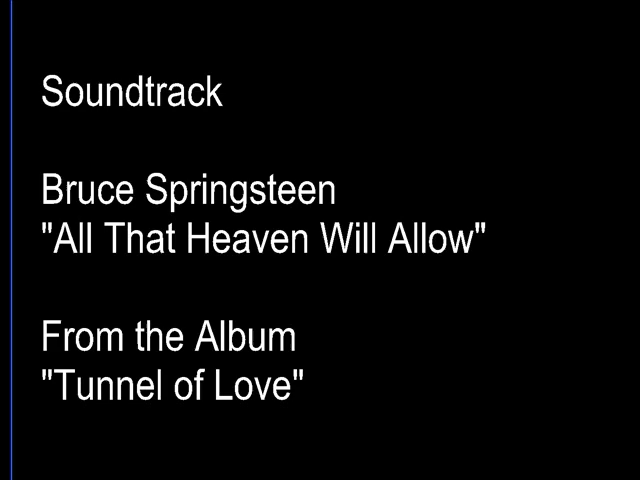 Soundtrack
Bruce Springsteen
"All That Heaven Will Allow"
From the Album
"Tunnel of Love"